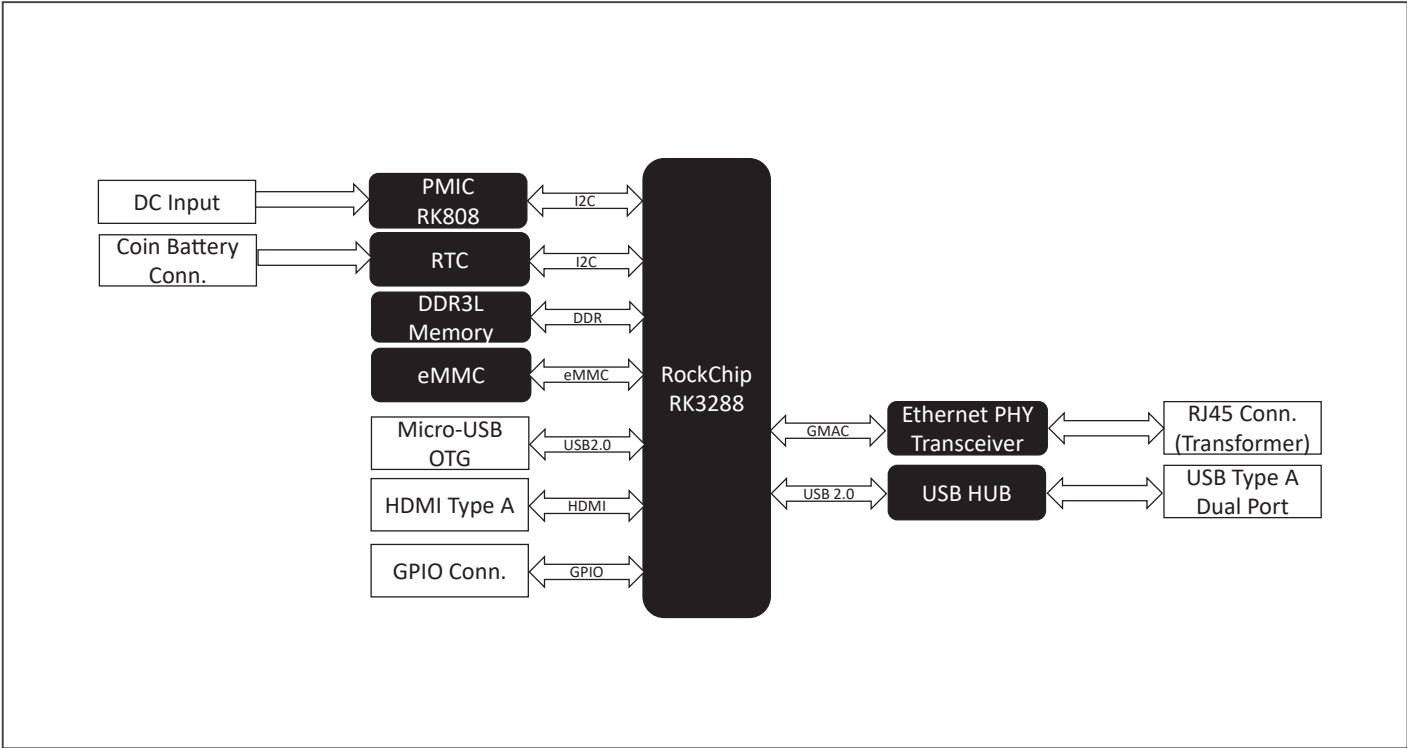 DC Input
PMIC
RK808
I2C
Coin Battery
Conn.
RTC
I2C
DDR3L
Memory
DDR
eMMC
eMMC
RockChip
RK3288
Micro-USB
OTG
USB2.0
HDMI Type A
HDMI
GPIO Conn.
GPIO
GMAC
Ethernet PHY
Transceiver
RJ45 Conn.
(Transformer)
USB 2.0
USB HUB
USB Type A
Dual Port